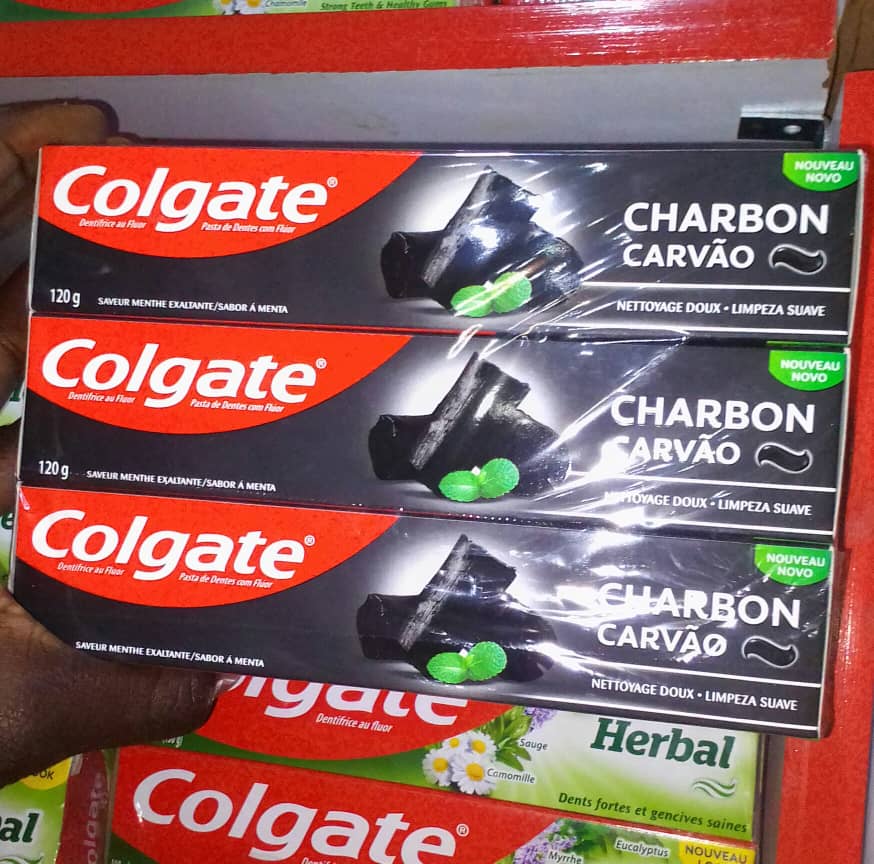 Chamomile
Strong Teeth & Healthy Gums
Colgate®
Dentifrice au Fluor Pasta de Dentes com Flúor
120 g SAVEUR MENTHE EXALTANTE/SABOR Á MENTA
NOUVEAU
NOVO
CHARBON
CARVÃO
NETTOYAGE DOUX • LIMPEZA SUAVE
Colgate®
Dentifrice au Fluor Pasta de Dentes com Flúor
120 g SAVEUR MENTHE EXALTANTE/SABOR Á MENTA
NOUVEAU
NOVO
CHARBON
CARVÃO
NETTOYAGE DOUX • LIMPEZA SUAVE
Colgate®
Dentifrice au Fluor Pasta de Dentes com Flúor
SAVEUR MENTHE EXALTANTE/SABOR Á MENTA
NOUVEAU
NOVO
CHARBON
CARVÃO
NETTOYAGE DOUX • LIMPEZA SUAVE
Dentifrice au fluor
Sauge
Camomille
Herbal
Dents fortes et gencives saines
Colgate®
Myrrhe
Eucalyptus
NOUVEAU